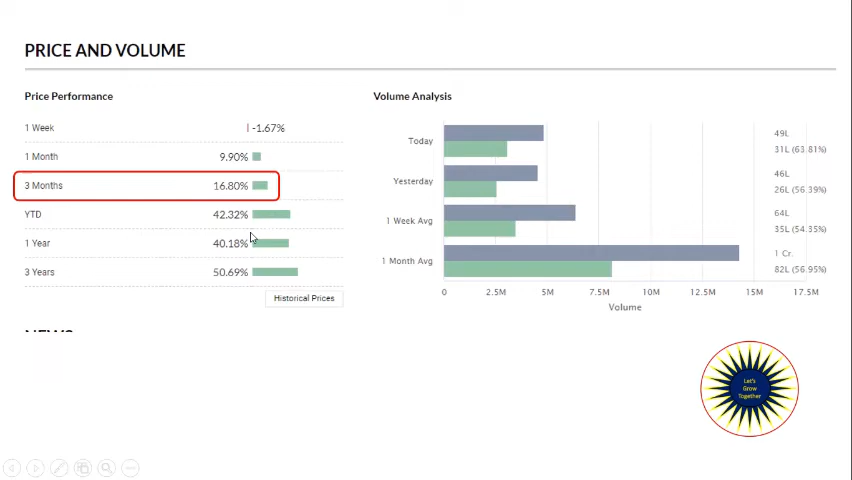 PRICE AND VOLUME
Price Performance
1 Week -1.67%
1 Month 9.90%
3 Months 16.80%
YTD 42.32%
1 Year 40.18%
3 Years 50.69%
Historical Prices
Volume Analysis
Today 49L
31L (63.81%)
Yesterday 46L
26L (56.39%)
1 Week Avg 64L
35L (54.35%)
1 Month Avg 1 Cr.
82L (56.95%)
0 2.5M 5M 7.5M 10M 12.5M 15M 17.5M
Volume
NEWS
Let's
Grow
Together